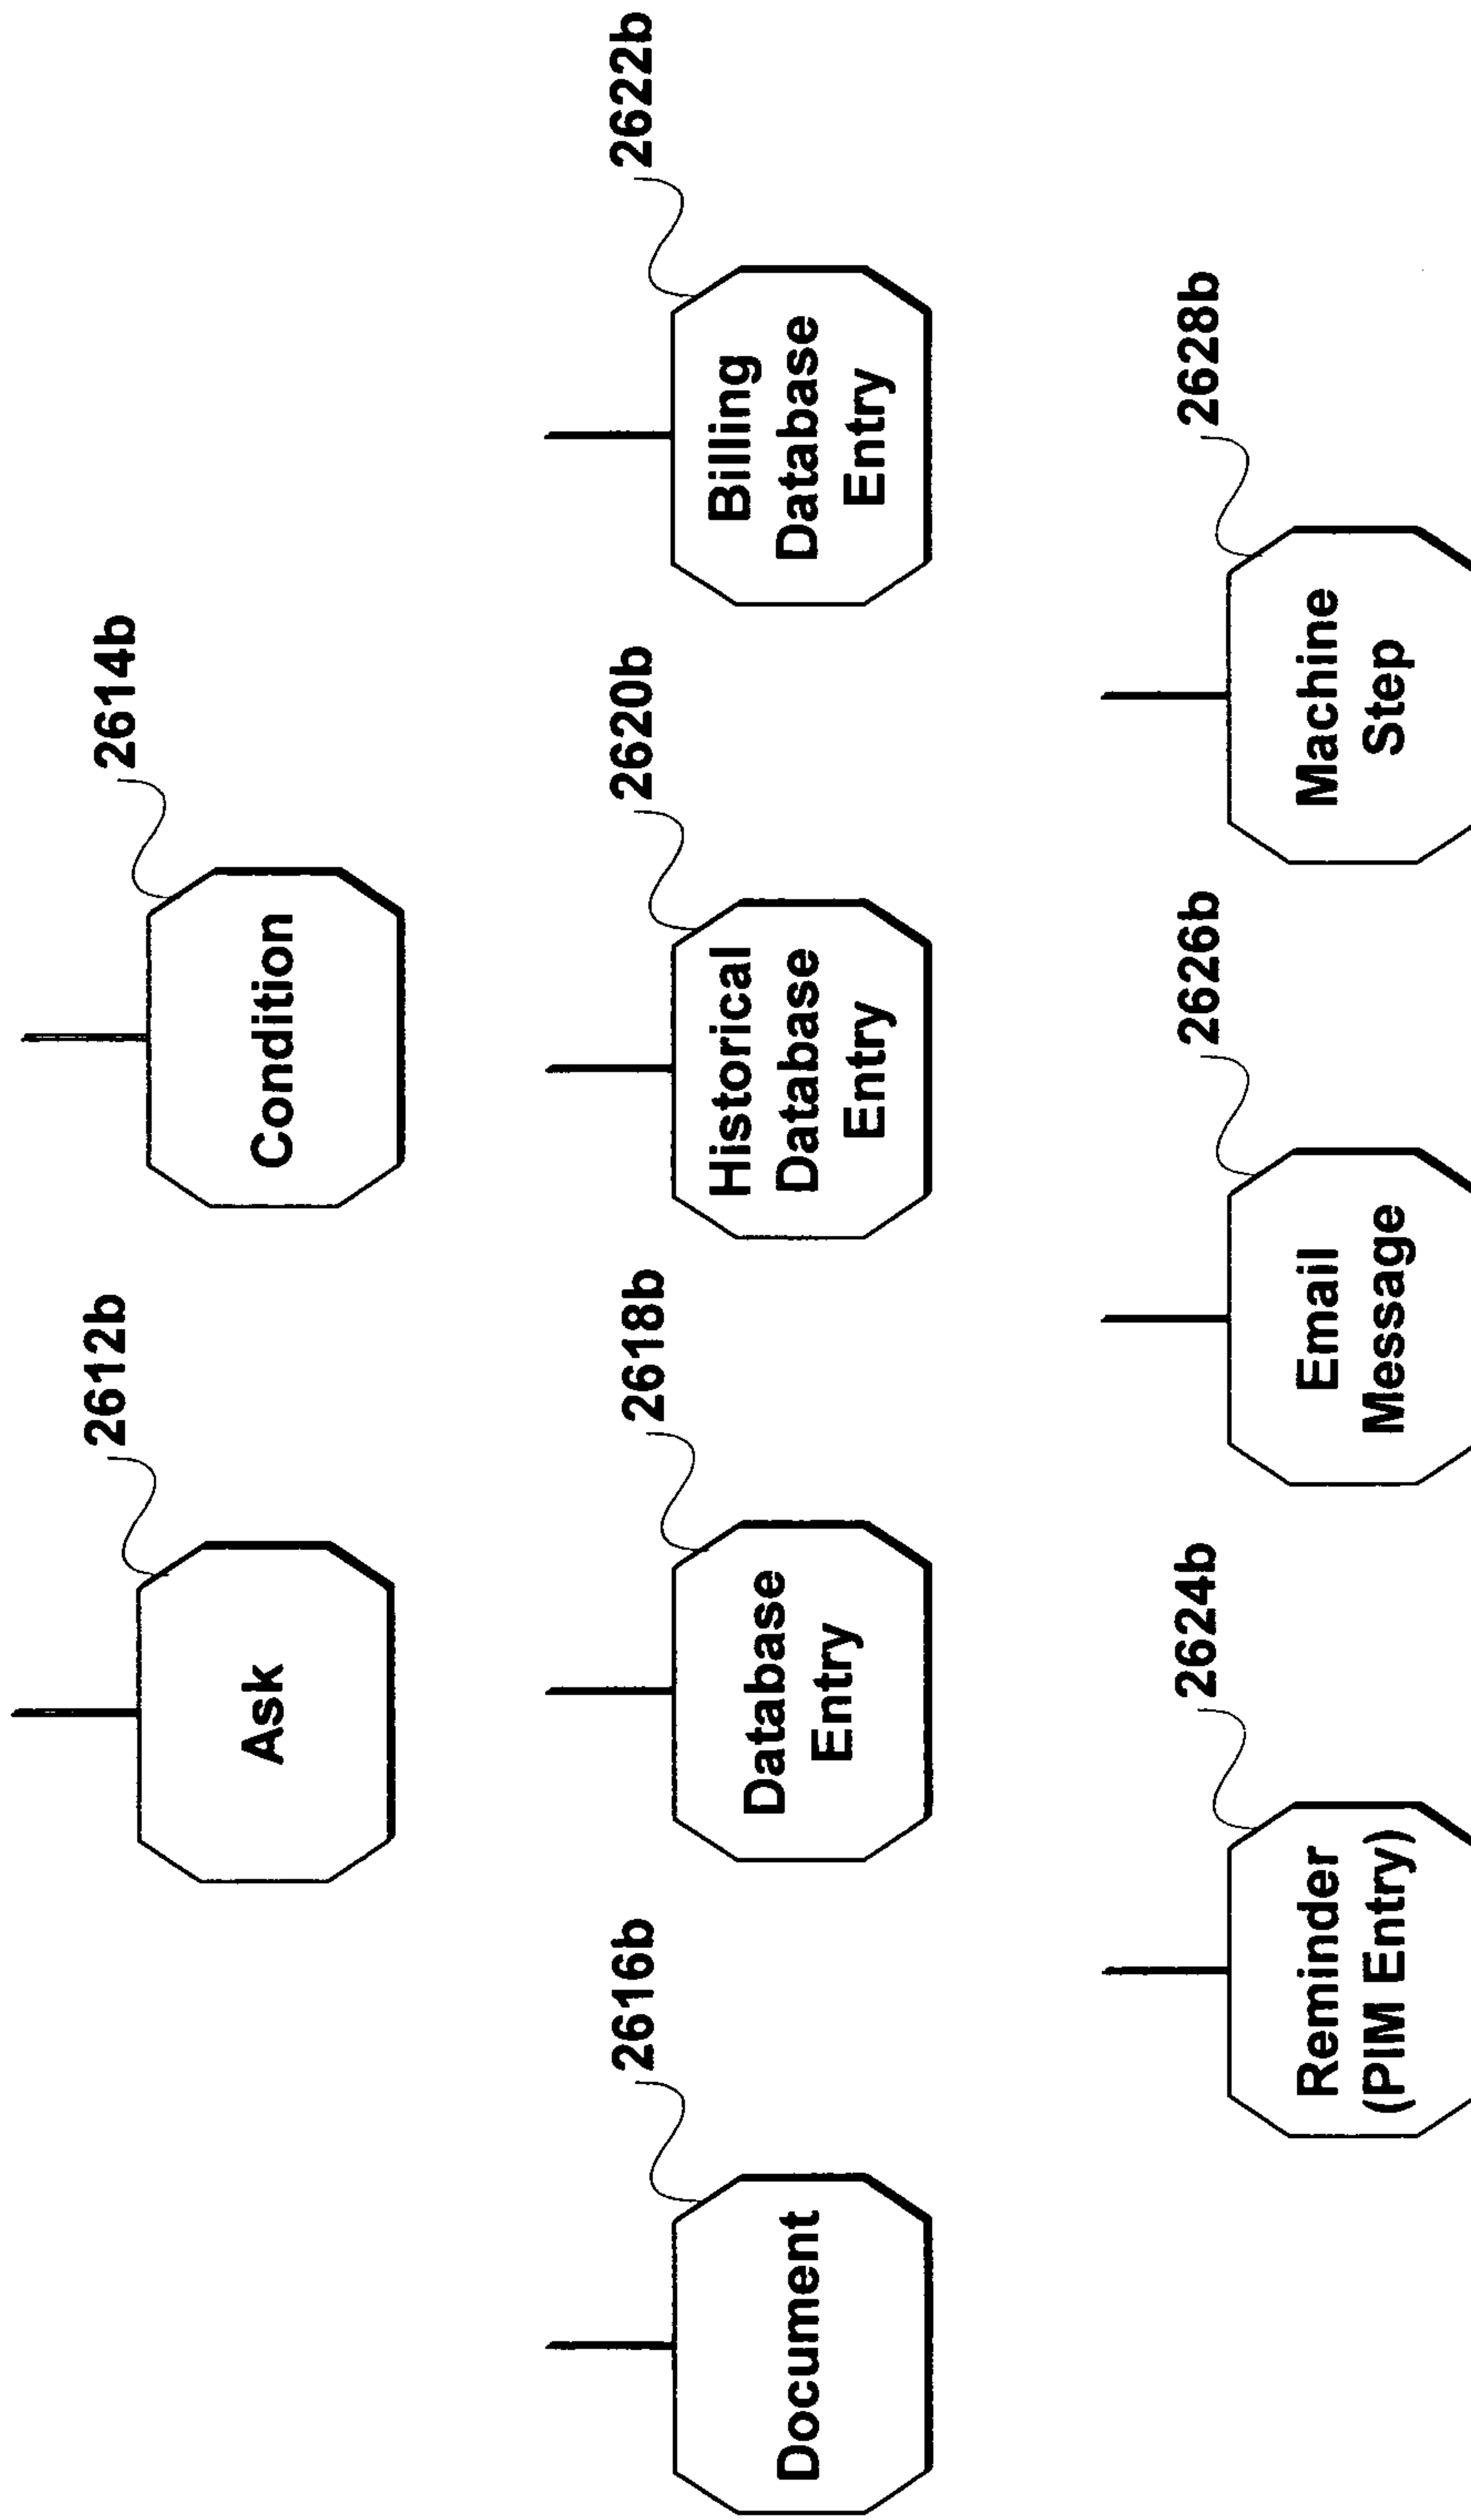 2612b
Ask
2614b
Condition
2616b
Document
2618b
Database
Entry
2620b
Historical
Database
Entry
2622b
Billing
Database
Entry
2624b
Reminder
(PIM Entry)
2626b
Email
Message
2628b
Machine
Step